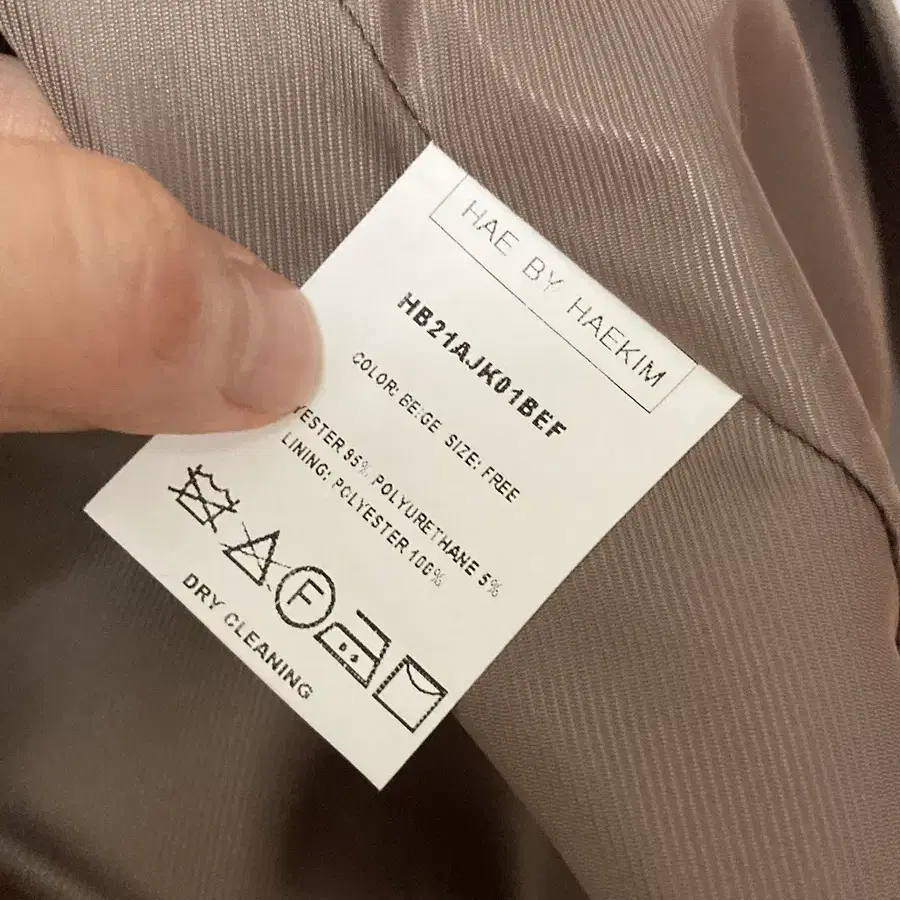 HAE BY HAEKIM
HB21AJK01BEF
COLOR: BEIGE SIZE: FREE
YESTER 95% POLYURETHANE 5%
LINING: POLYESTER 100%
F
DRY CLEANING